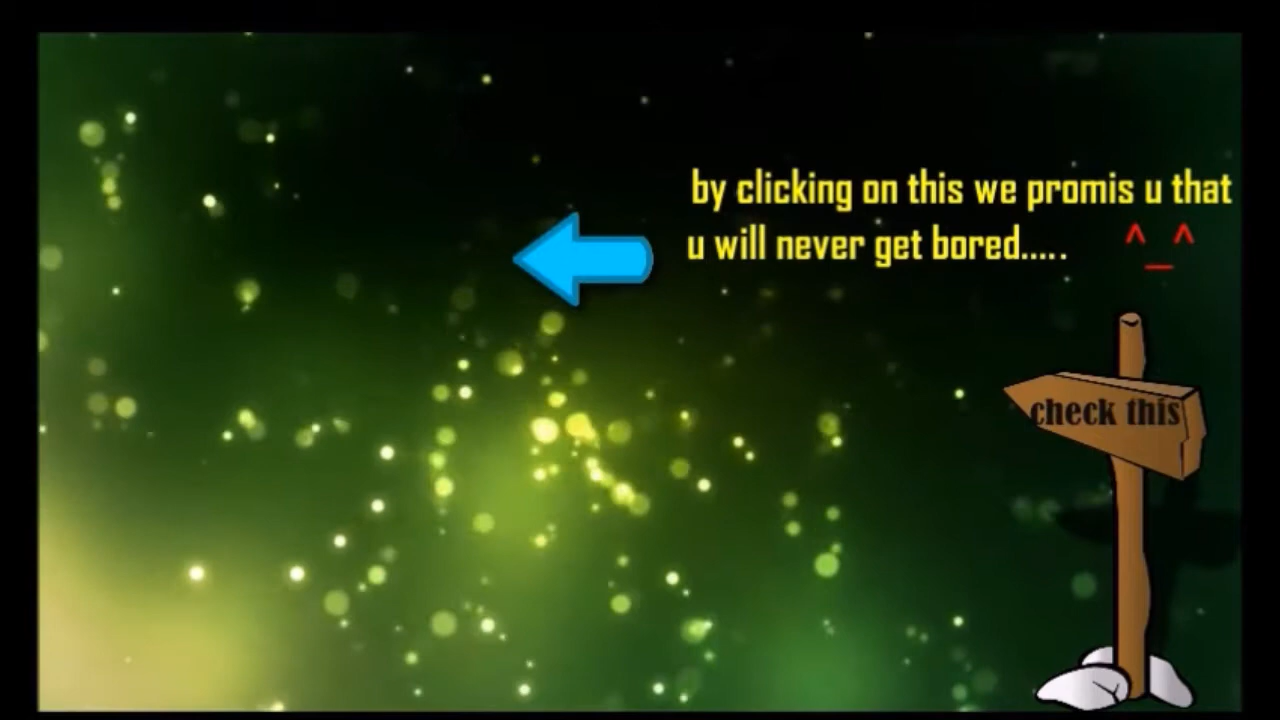 by clicking on this we promis u that
u will never get bored..... ^_^
check this